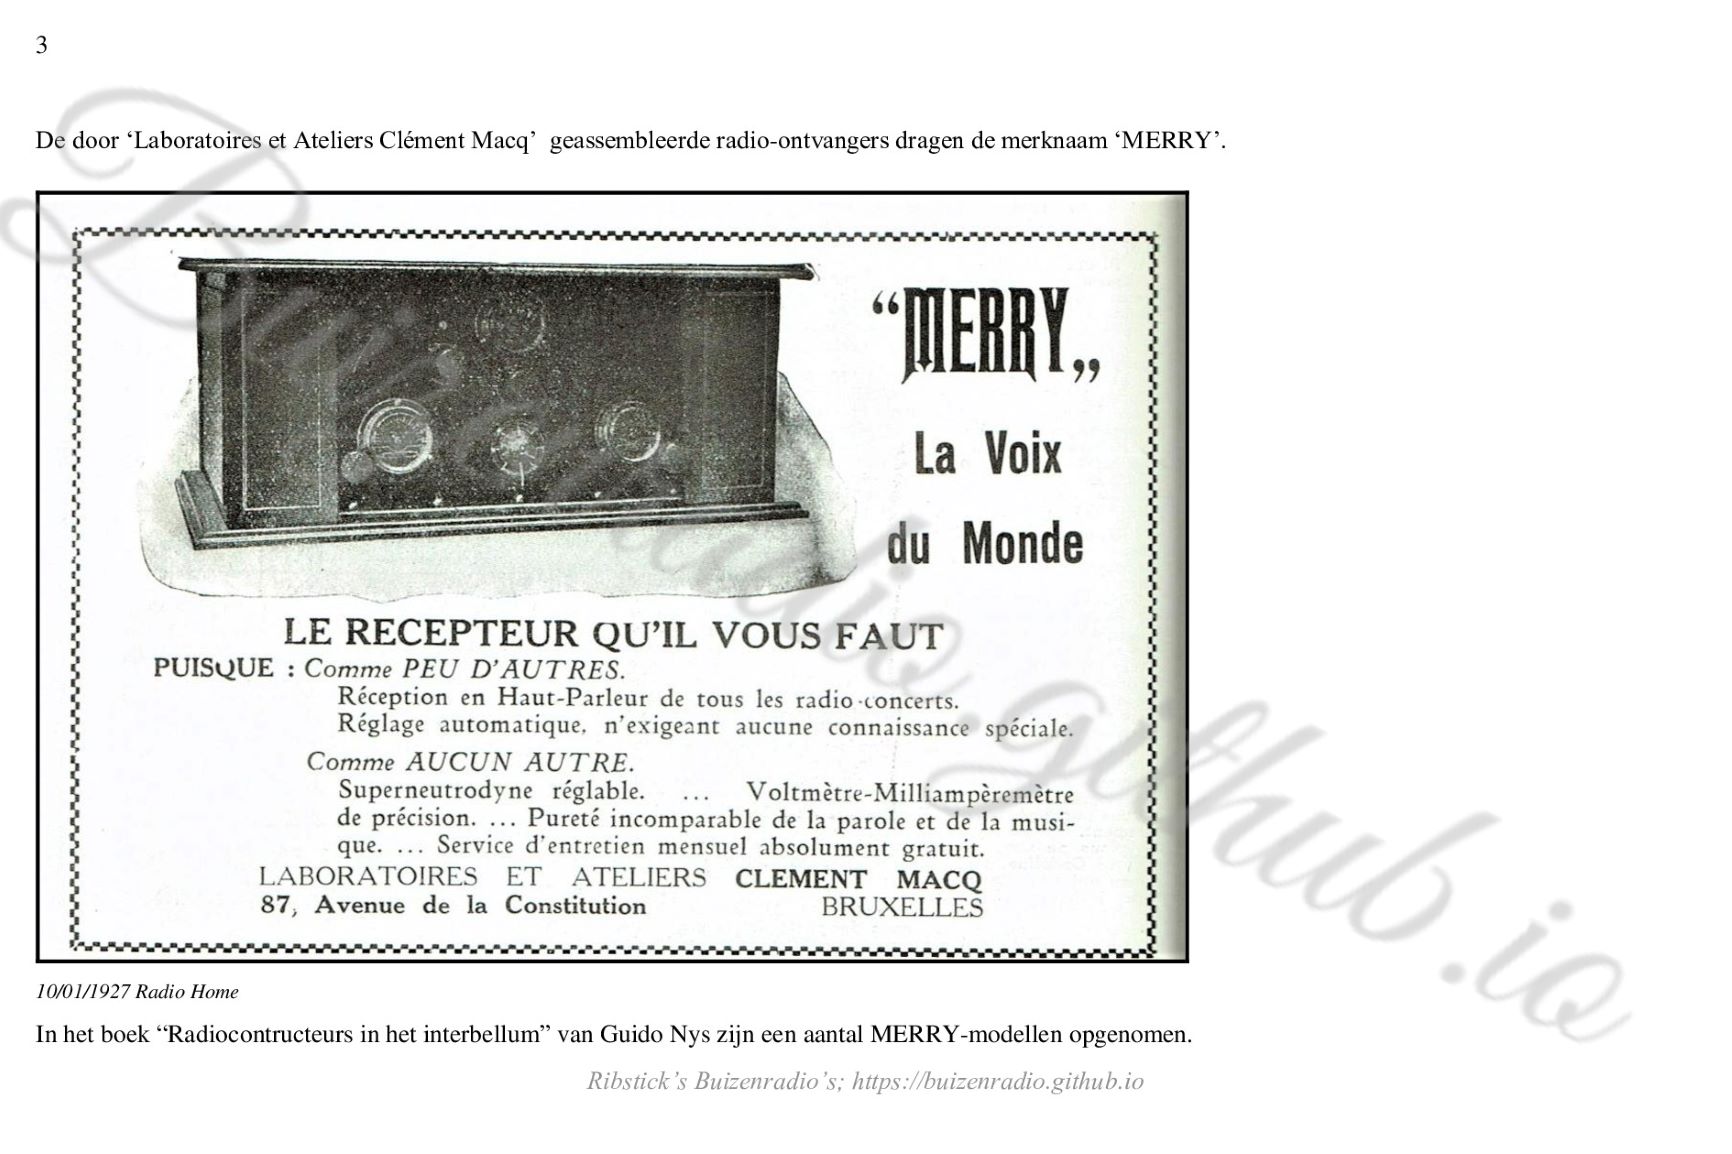 3
De door ‘Laboratoires et Ateliers Clément Macq’ geassembleerde radio-ontvangers dragen de merknaam ‘MERRY’.
“MERRY„
La Voix
du Monde
LE RECEPTEUR QU’IL VOUS FAUT
PUISQUE : Comme PEU D’AUTRES.
Réception en Haut-Parleur de tous les radio-concerts.
Réglage automatique, n’exigeant aucune connaissance spéciale.
Comme AUCUN AUTRE.
Superneutrodyne réglable. ... Voltmètre-Milliampèremètre
de précision. ... Pureté incomparable de la parole et de la musi-
que. ... Service d’entretien mensuel absolument gratuit.
LABORATOIRES ET ATELIERS CLEMENT MACQ
87, Avenue de la Constitution BRUXELLES
10/01/1927 Radio Home
In het boek “Radiocontructeurs in het interbellum” van Guido Nys zijn een aantal MERRY-modellen opgenomen.
Ribstick’s Buizenradio’s; https://buizenradio.github.io
Buizenradio.github.io